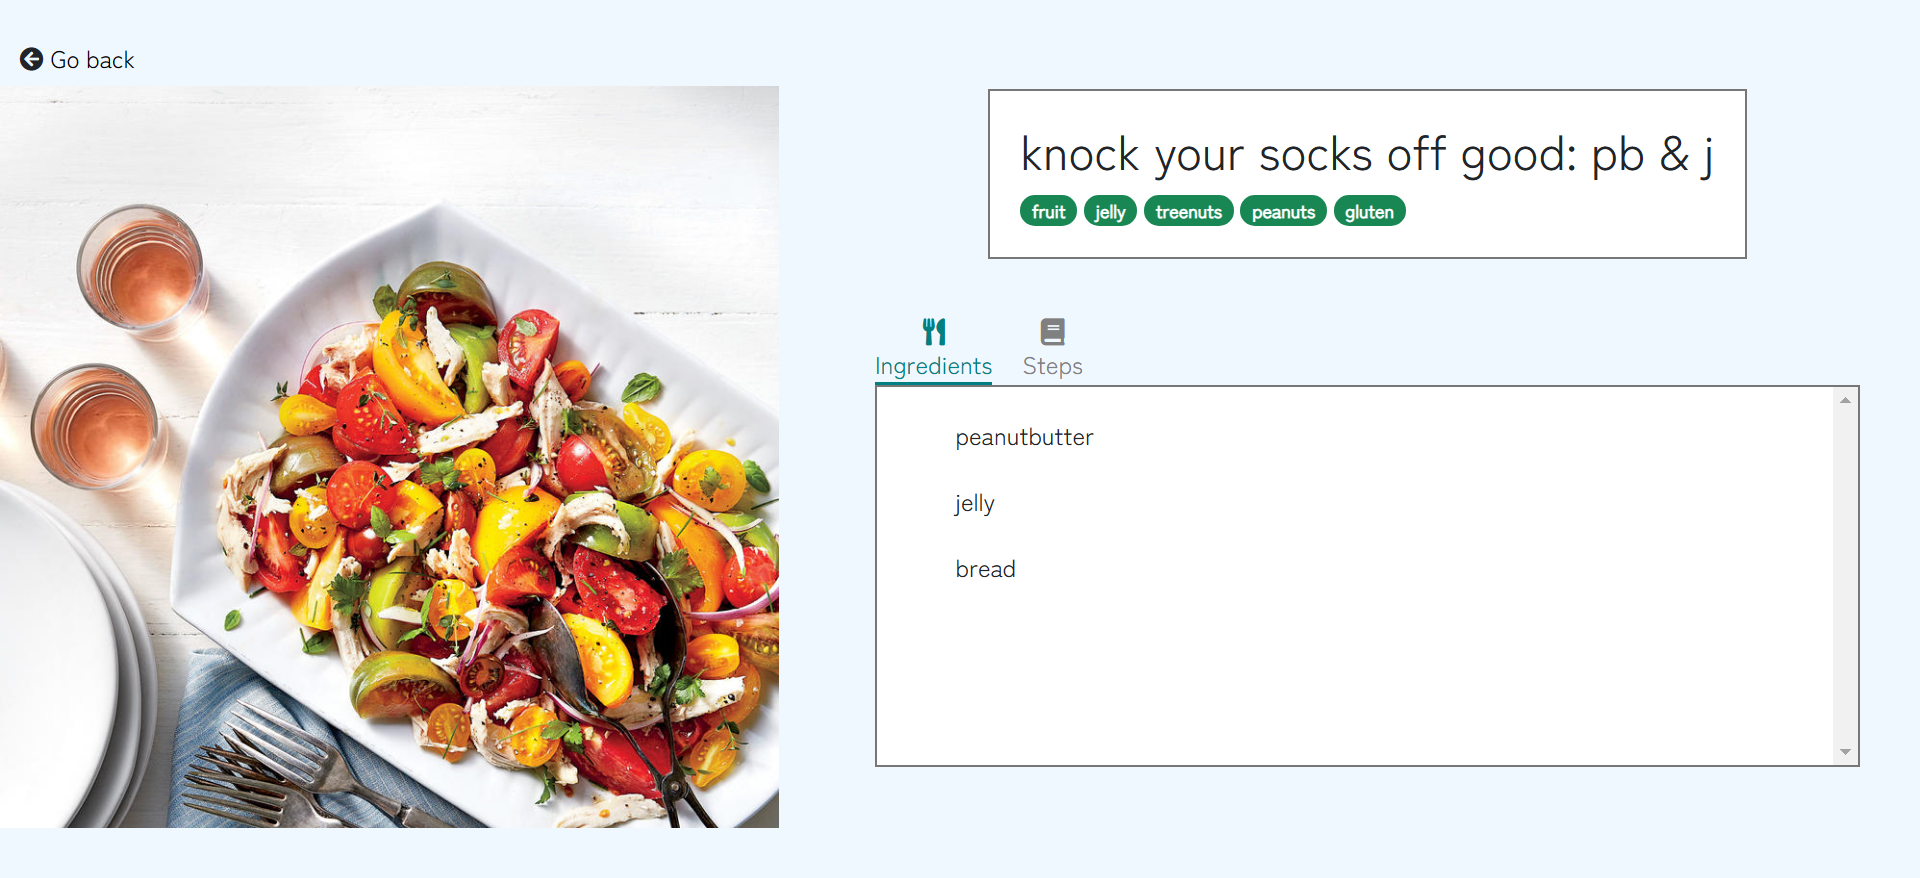 Go back
knock your socks off good: pb & j
fruit jelly treenuts peanuts gluten
Ingredients Steps
peanutbutter
jelly
bread